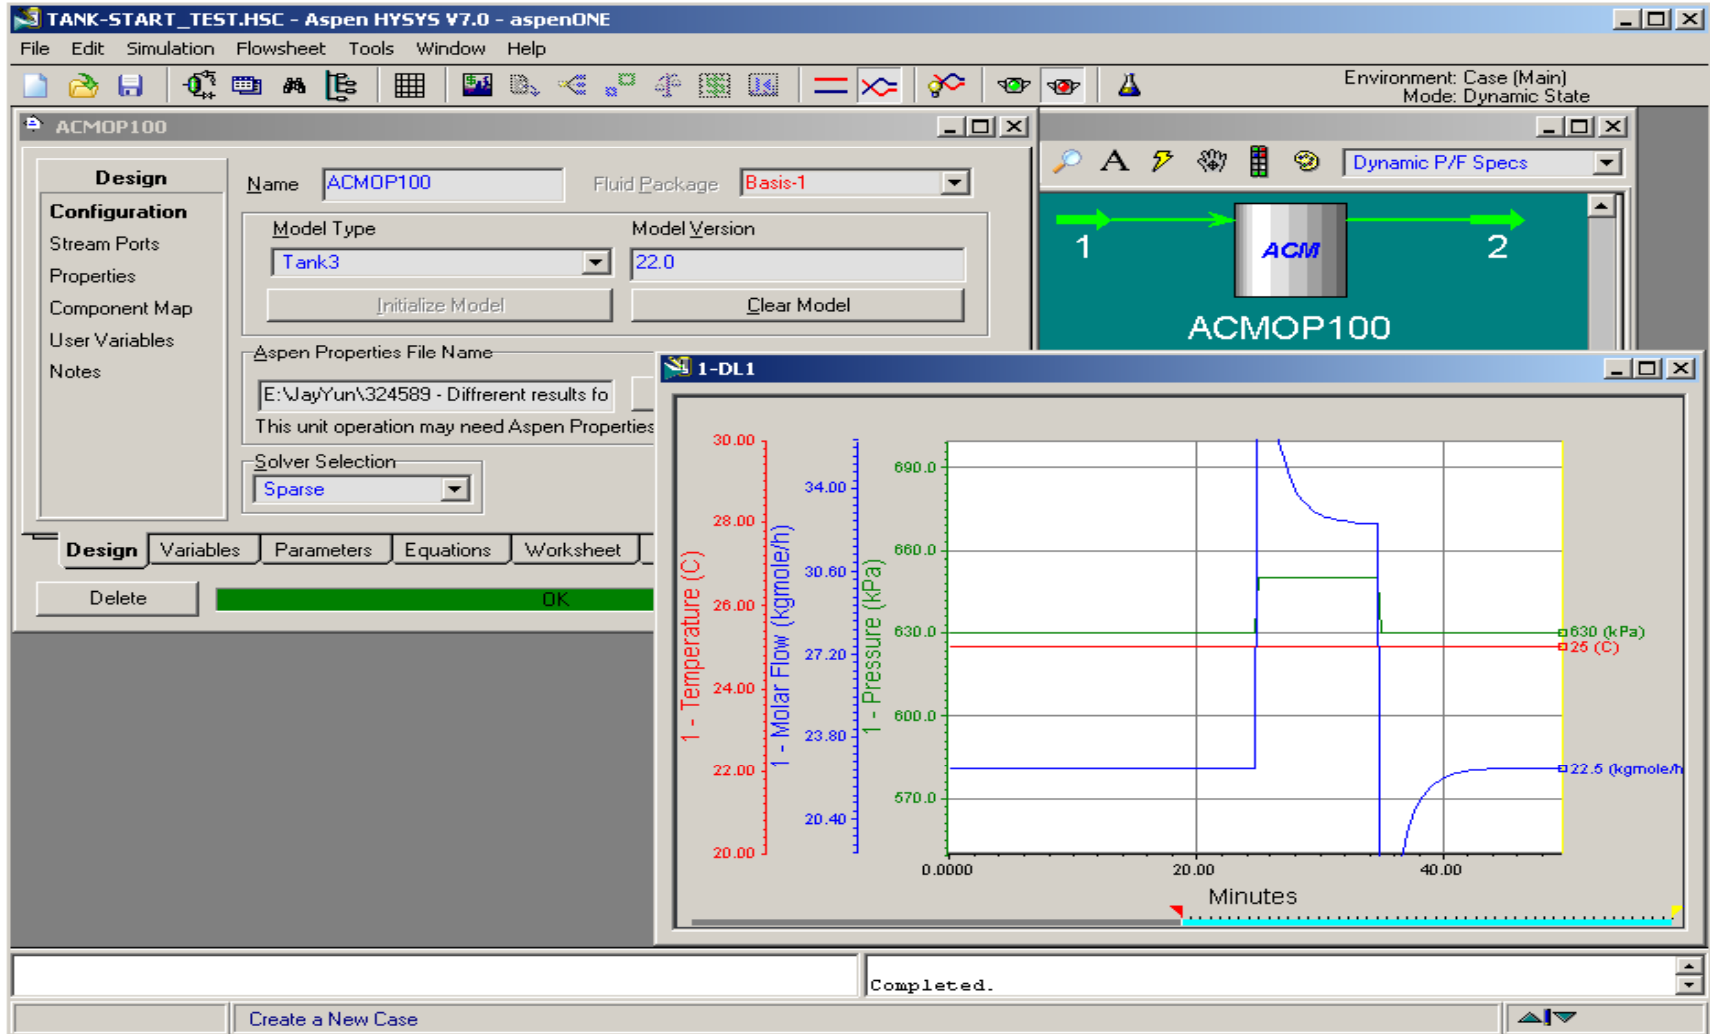 TANK-START_TEST.HSC - Aspen HYSYS V7.0 - aspenONE
File Edit Simulation Flowsheet Tools Window Help
Environment: Case (Main)
Mode: Dynamic State
ACMOP100
Design
Configuration
Stream Ports
Properties
Component Map
User Variables
Notes
Name ACMOP100 Fluid Package Basis-1
Model Type Model Version
Tank3 22.0
Initialize Model Clear Model
Aspen Properties File Name
E:\JayYun\324589 - Diffrerent results fo
This unit operation may need Aspen Properties
Solver Selection
Sparse
Design Variables Parameters Equations Worksheet
Delete OK
A Dynamic P/F Specs
1 ACM 2
ACMOP100
1-DL1
30.00
28.00
26.00
24.00
22.00
20.00
1 - Temperature (C)
34.00
30.60
27.20
23.80
20.40
1 - Molar Flow (kgmole/h)
690.0
660.0
630.0
600.0
570.0
1 - Pressure (kPa)
630 (kPa)
25 (C)
22.5 (kgmole/h
0.0000 20.00 40.00
Minutes
Completed.
Create a New Case